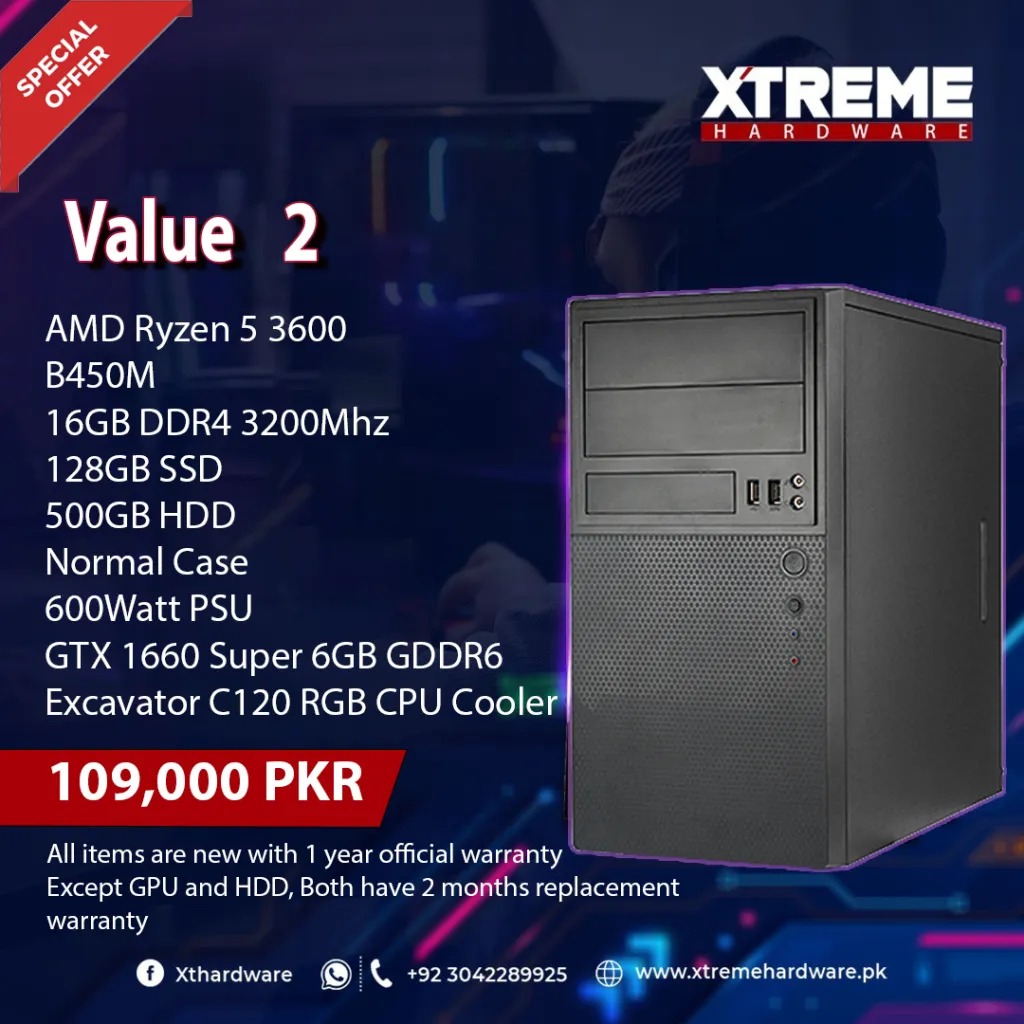 SPECIAL
OFFER
XTREME
HARDWARE
Value 2
AMD Ryzen 5 3600
B450M
16GB DDR4 3200Mhz
128GB SSD
500GB HDD
Normal Case
600Watt PSU
GTX 1660 Super 6GB GDDR6
Excavator C120 RGB CPU Cooler
109,000 PKR
All items are new with 1 year official warranty
Except GPU and HDD, Both have 2 months replacement
warranty
Xthardware +92 3042289925 www.xtremehardware.pk